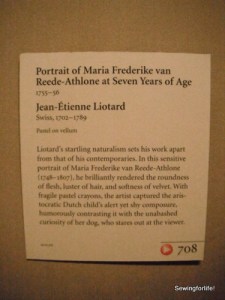 Portrait of Maria Frederike van
Reede-Athlone at Seven Years of Age
1755–56
Jean-Étienne Liotard
Swiss, 1702–1789
Pastel on vellum
Liotard's startling naturalism sets his work apart
from that of his contemporaries. In this sensitive
portrait of Maria Frederike van Reede-Athlone
(1748–1807), he brilliantly rendered the roundness
of flesh, luster of hair, and softness of velvet. With
fragile pastel crayons, the artist captured the aris-
tocratic Dutch child's alert yet shy composure,
humorously contrasting it with the unabashed
curiosity of her dog, who stares out at the viewer.
708
Sewingforlife!